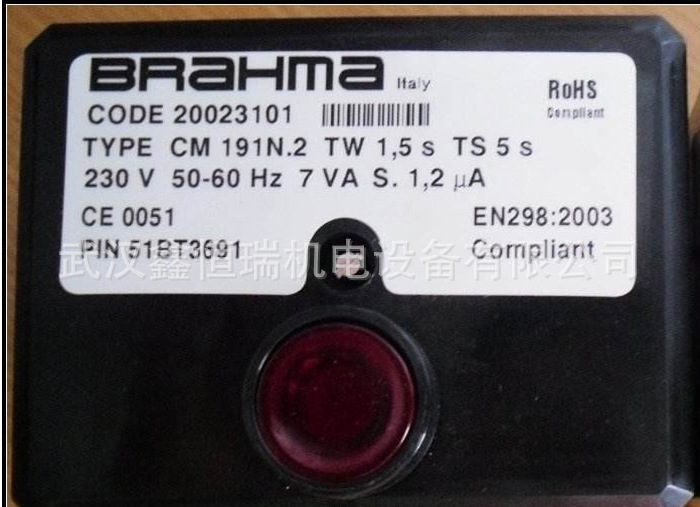 BRAHMA Italy
RoHS
Compliant
CODE 20023101
TYPE CM 191N.2 TW 1,5 s TS 5 s
230 V 50-60 Hz 7 VA S. 1,2 µA
CE 0051
EN298:2003
PIN 51BT3691
Compliant
武汉鑫恒瑞机电设备有限公司